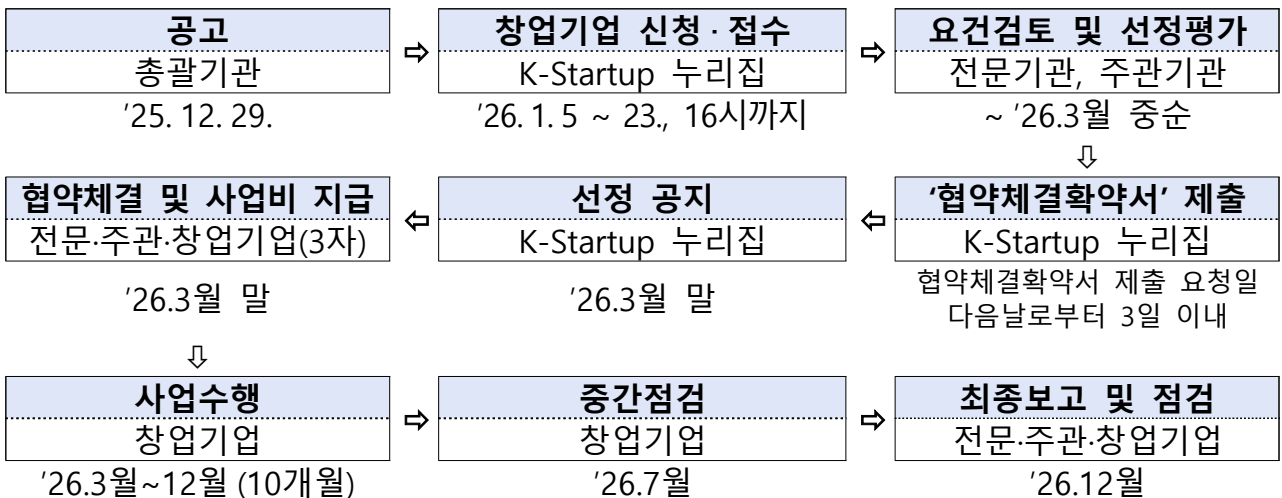 공고
총괄기관
’25. 12. 29.
⇨
창업기업 신청 · 접수
K-Startup 누리집
’26. 1. 5 ~ 23., 16시까지
⇨
요건검토 및 선정평가
전문기관, 주관기관
~ ’26.3월 중순
⇩
‘협약체결확약서’ 제출
K-Startup 누리집
협약체결확약서 제출 요청일
다음날로부터 3일 이내
⇦
선정 공지
K-Startup 누리집
’26.3월 말
⇦
협약체결 및 사업비 지급
전문·주관·창업기업(3자)
’26.3월 말
⇩
사업수행
창업기업
’26.3월~12월 (10개월)
⇨
중간점검
창업기업
’26.7월
⇨
최종보고 및 점검
전문·주관·창업기업
’26.12월